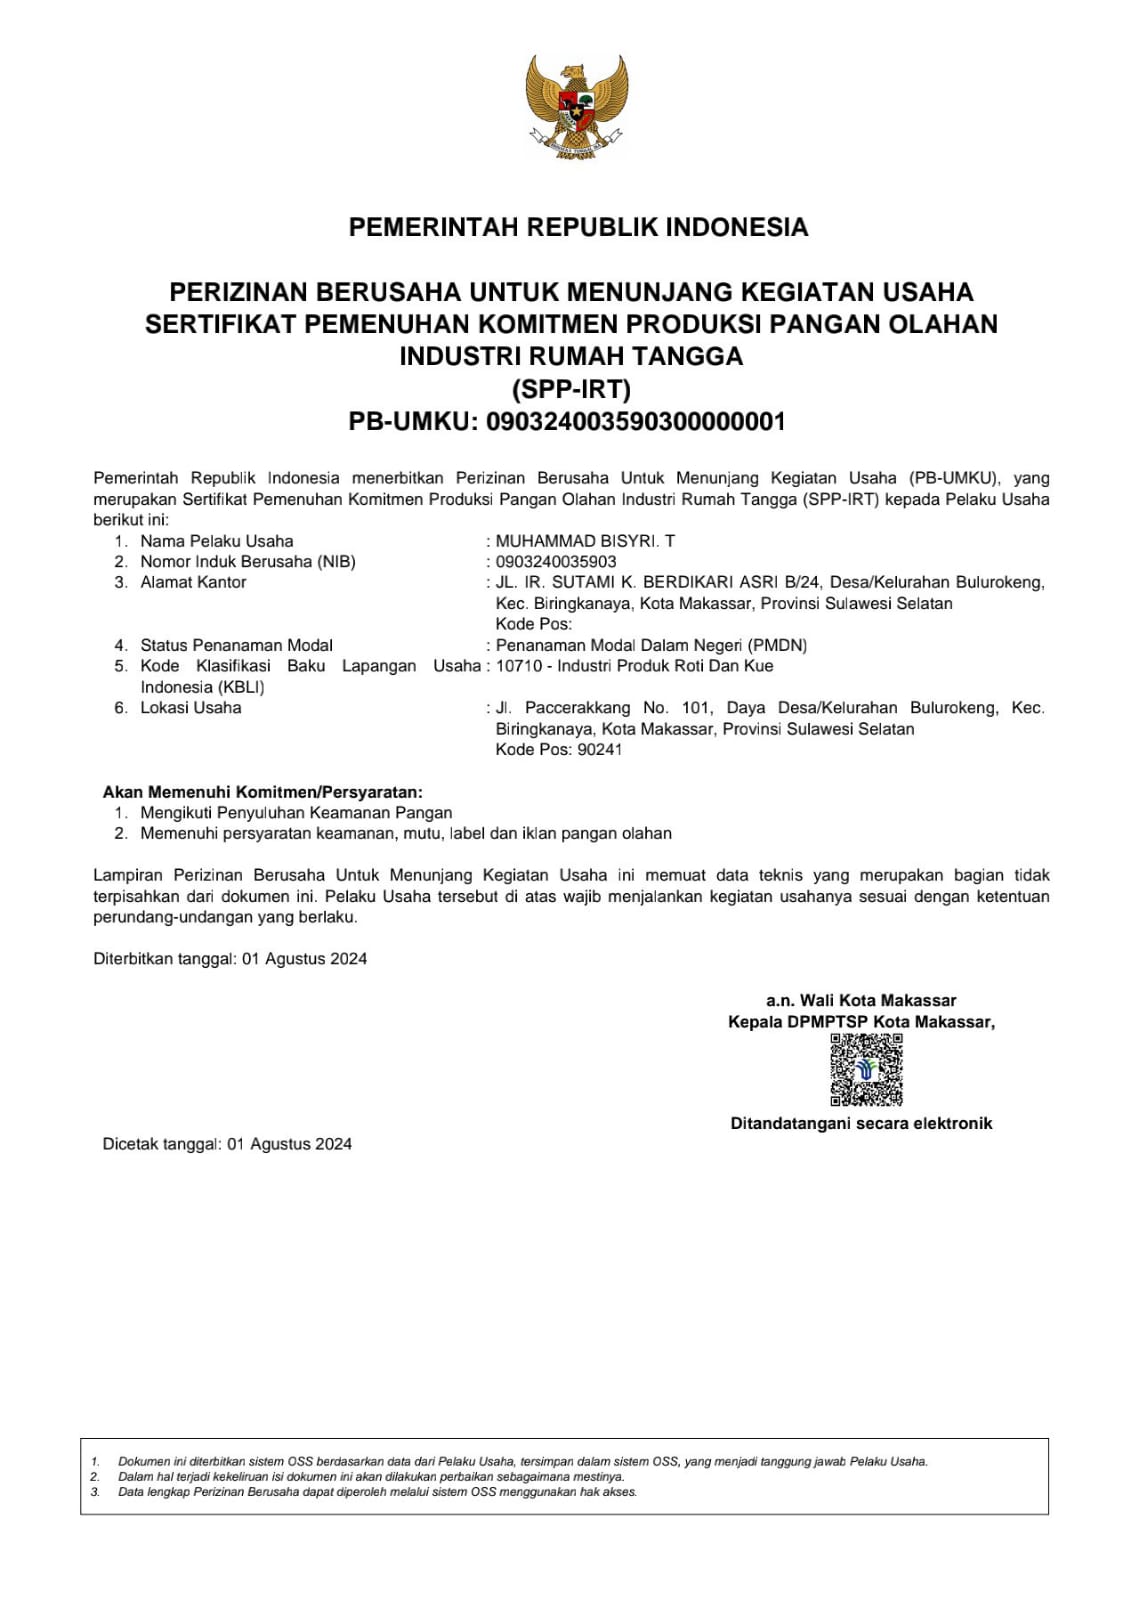 PEMERINTAH REPUBLIK INDONESIA
PERIZINAN BERUSAHA UNTUK MENUNJANG KEGIATAN USAHA
SERTIFIKAT PEMENUHAN KOMITMEN PRODUKSI PANGAN OLAHAN
INDUSTRI RUMAH TANGGA
(SPP-IRT)
PB-UMKU: 090324003590300000001
Pemerintah Republik Indonesia menerbitkan Perizinan Berusaha Untuk Menunjang Kegiatan Usaha (PB-UMKU), yang
merupakan Sertifikat Pemenuhan Komitmen Produksi Pangan Olahan Industri Rumah Tangga (SPP-IRT) kepada Pelaku Usaha
berikut ini:
1. Nama Pelaku Usaha : MUHAMMAD BISYRI. T
2. Nomor Induk Berusaha (NIB) : 0903240035903
3. Alamat Kantor : JL. IR. SUTAMI K. BERDIKARI ASRI B/24, Desa/Kelurahan Bulurokeng,
Kec. Biringkanaya, Kota Makassar, Provinsi Sulawesi Selatan
Kode Pos:
4. Status Penanaman Modal : Penanaman Modal Dalam Negeri (PMDN)
5. Kode Klasifikasi Baku Lapangan Usaha : 10710 - Industri Produk Roti Dan Kue
Indonesia (KBLI)
6. Lokasi Usaha : Jl. Paccerakkang No. 101, Daya Desa/Kelurahan Bulurokeng, Kec.
Biringkanaya, Kota Makassar, Provinsi Sulawesi Selatan
Kode Pos: 90241
Akan Memenuhi Komitmen/Persyaratan:
1. Mengikuti Penyuluhan Keamanan Pangan
2. Memenuhi persyaratan keamanan, mutu, label dan iklan pangan olahan
Lampiran Perizinan Berusaha Untuk Menunjang Kegiatan Usaha ini memuat data teknis yang merupakan bagian tidak
terpisahkan dari dokumen ini. Pelaku Usaha tersebut di atas wajib menjalankan kegiatan usahanya sesuai dengan ketentuan
perundang-undangan yang berlaku.
Diterbitkan tanggal: 01 Agustus 2024
a.n. Wali Kota Makassar
Kepala DPMPTSP Kota Makassar,
Ditandatangani secara elektronik
Dicetak tanggal: 01 Agustus 2024
1. Dokumen ini diterbitkan sistem OSS berdasarkan data dari Pelaku Usaha, tersimpan dalam sistem OSS, yang menjadi tanggung jawab Pelaku Usaha.
2. Dalam hal terjadi kekeliruan isi dokumen ini akan dilakukan perbaikan sebagaimana mestinya.
3. Data lengkap Perizinan Berusaha dapat diperoleh melalui sistem OSS menggunakan hak akses.